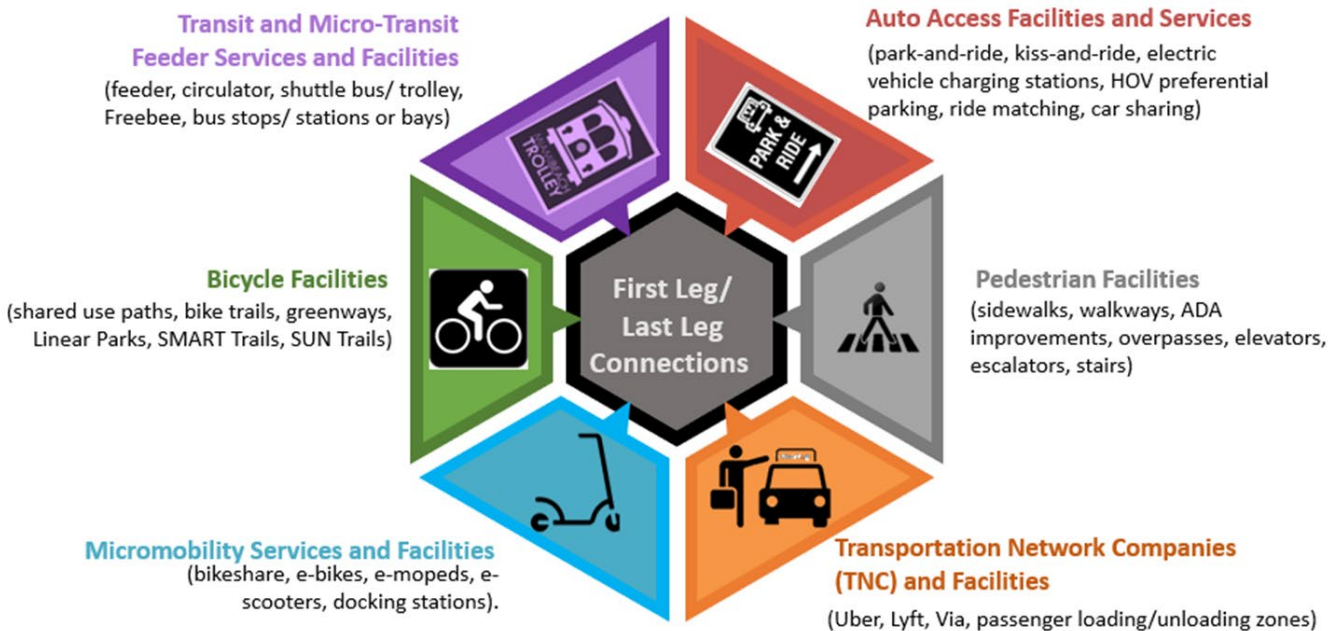 Transit and Micro-Transit
Feeder Services and Facilities
(feeder, circulator, shuttle bus/ trolley,
Freebee, bus stops/ stations or bays)
Auto Access Facilities and Services
(park-and-ride, kiss-and-ride, electric
vehicle charging stations, HOV preferential
parking, ride matching, car sharing)
MIAMI BEACH
TROLLEY
PARK &
RIDE
Bicycle Facilities
(shared use paths, bike trails, greenways,
Linear Parks, SMART Trails, SUN Trails)
First Leg/
Last Leg
Connections
Pedestrian Facilities
(sidewalks, walkways, ADA
improvements, overpasses, elevators,
escalators, stairs)
Micromobility Services and Facilities
(bikeshare, e-bikes, e-mopeds, e-
scooters, docking stations).
Transportation Network Companies
(TNC) and Facilities
(Uber, Lyft, Via, passenger loading/unloading zones)